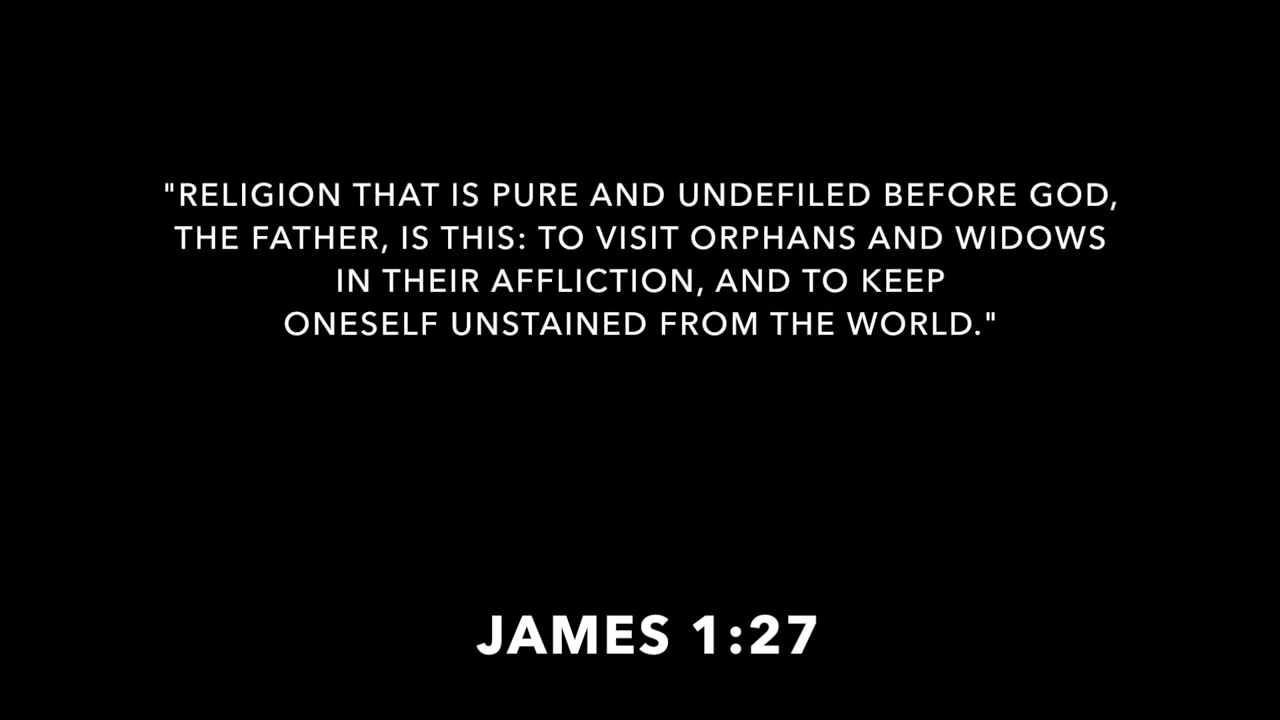 "RELIGION THAT IS PURE AND UNDEFILED BEFORE GOD,
THE FATHER, IS THIS: TO VISIT ORPHANS AND WIDOWS
IN THEIR AFFLICTION, AND TO KEEP
ONESELF UNSTAINED FROM THE WORLD."
JAMES 1:27